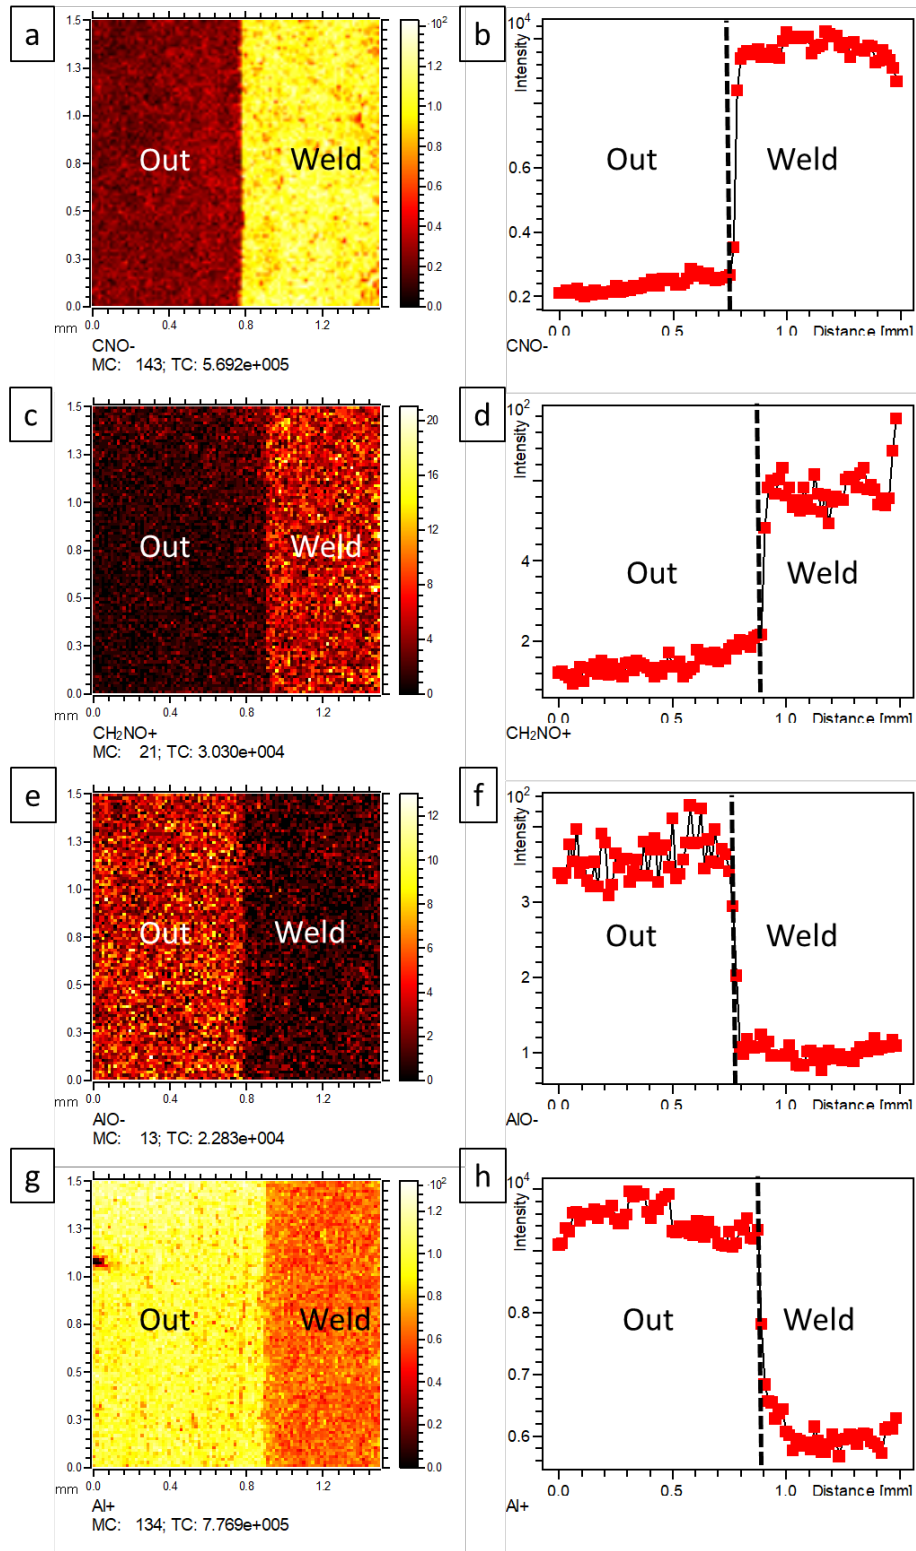 a
·10²
1.5
1.3
1.0
0.8
0.5
0.3
0.0
1.2
1.0
0.8
0.6
0.4
0.2
0.0
Out
Weld
mm
0.0
0.4
0.8
1.2
CNO-
MC: 143; TC: 5.692e+005
b
10⁴
Intensity
0.6
0.4
0.2
Out
Weld
0.0
0.5
1.0
Distance [mm]
CNO-
c
1.5
1.3
1.0
0.8
0.5
0.3
0.0
20
16
12
8
4
0
Out
Weld
mm
0.0
0.4
0.8
1.2
CH₂NO+
MC: 21; TC: 3.030e+004
d
10²
Intensity
4
2
Out
Weld
0.0
0.5
1.0
Distance [mm]
CH₂NO+
e
1.5
1.3
1.0
0.8
0.5
0.3
0.0
12
10
8
6
4
2
0
Out
Weld
mm
0.0
0.4
0.8
1.2
AlO-
MC: 13; TC: 2.283e+004
f
10²
Intensity
3
2
1
Out
Weld
0.0
0.5
1.0
Distance [mm]
AlO-
g
·10²
1.5
1.3
1.0
0.8
0.5
0.3
0.0
1.2
1.0
0.8
0.6
0.4
0.2
0.0
Out
Weld
mm
0.0
0.4
0.8
1.2
Al+
MC: 134; TC: 7.769e+005
h
10⁴
Intensity
0.8
0.7
0.6
Out
Weld
0.0
0.5
1.0
Distance [mm]
Al+